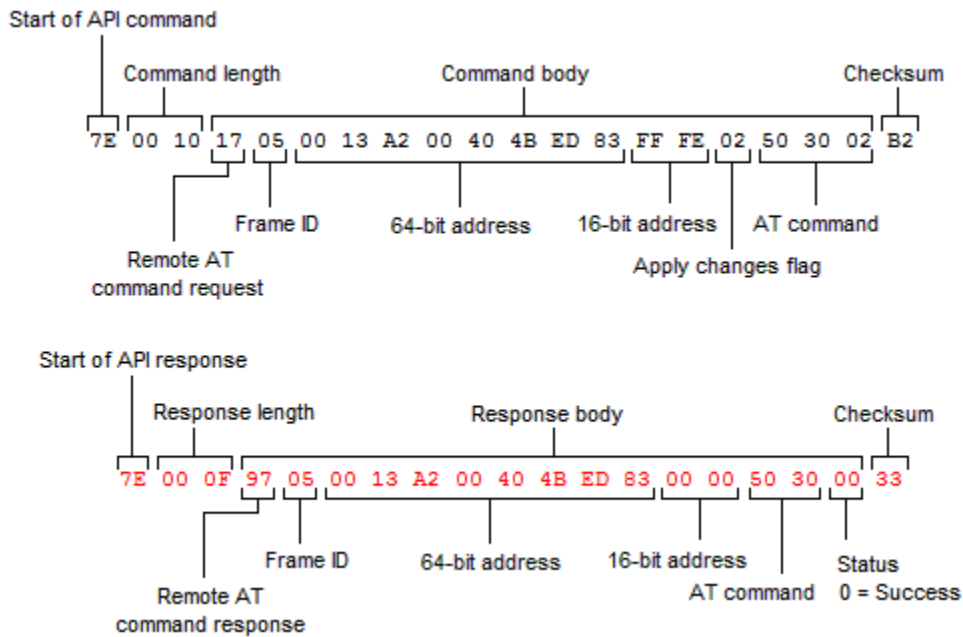 Start of API command
Command length Command body Checksum
7E 00 10 17 05 00 13 A2 00 40 4B ED 83 FF FE 02 50 30 02 B2
Frame ID 64-bit address 16-bit address AT command
Remote AT
command request
Apply changes flag
Start of API response
Response length Response body Checksum
7E 00 0F 97 05 00 13 A2 00 40 4B ED 83 00 00 50 30 00 33
Frame ID 64-bit address 16-bit address
Remote AT
command response
AT command
Status
0 = Success